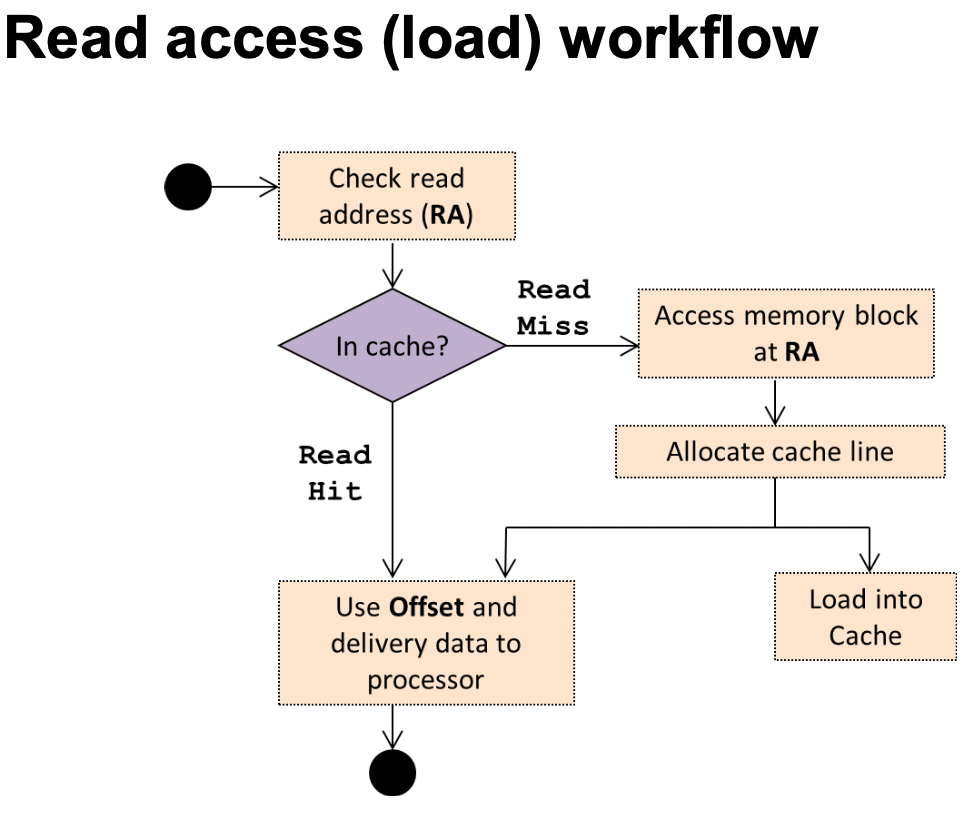 Read access (load) workflow
Check read
address (RA)
In cache?
Read
Miss
Access memory block
at RA
Allocate cache line
Read
Hit
Use Offset and
delivery data to
processor
Load into
Cache